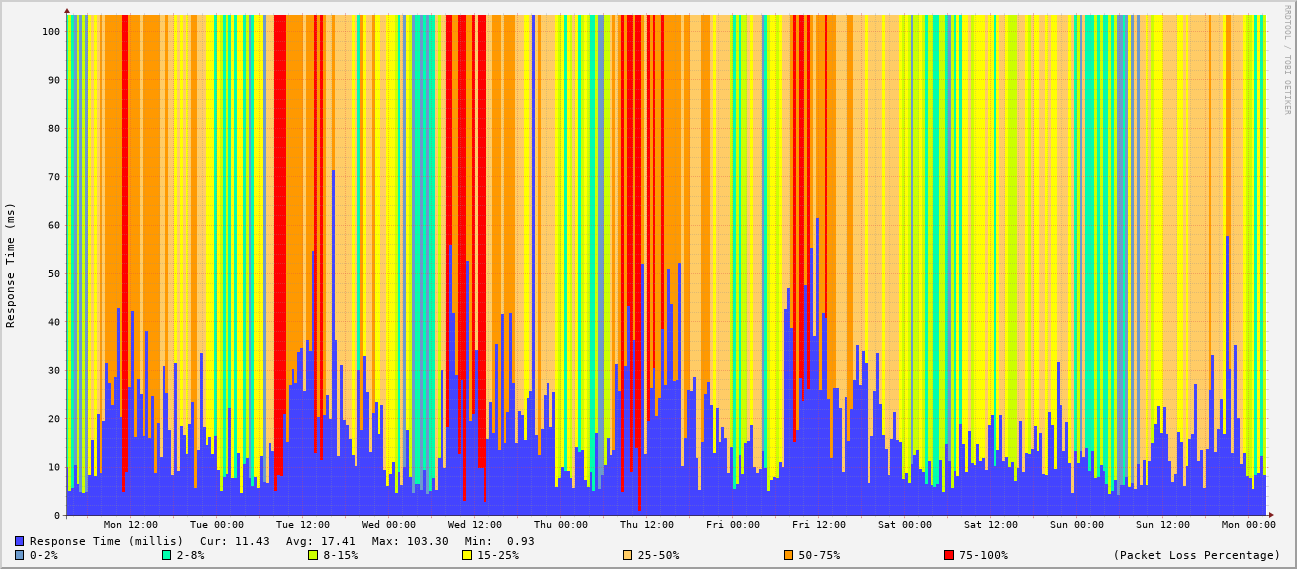 RRDTOOL / TOBI OETIKER
Response Time (ms)
100
90
80
70
60
50
40
30
20
10
0
Mon 12:00 Tue 00:00 Tue 12:00 Wed 00:00 Wed 12:00 Thu 00:00 Thu 12:00 Fri 00:00 Fri 12:00 Sat 00:00 Sat 12:00 Sun 00:00 Sun 12:00 Mon 00:00
Response Time (millis) Cur: 11.43 Avg: 17.41 Max: 103.30 Min: 0.93
0-2% 2-8% 8-15% 15-25% 25-50% 50-75% 75-100% (Packet Loss Percentage)